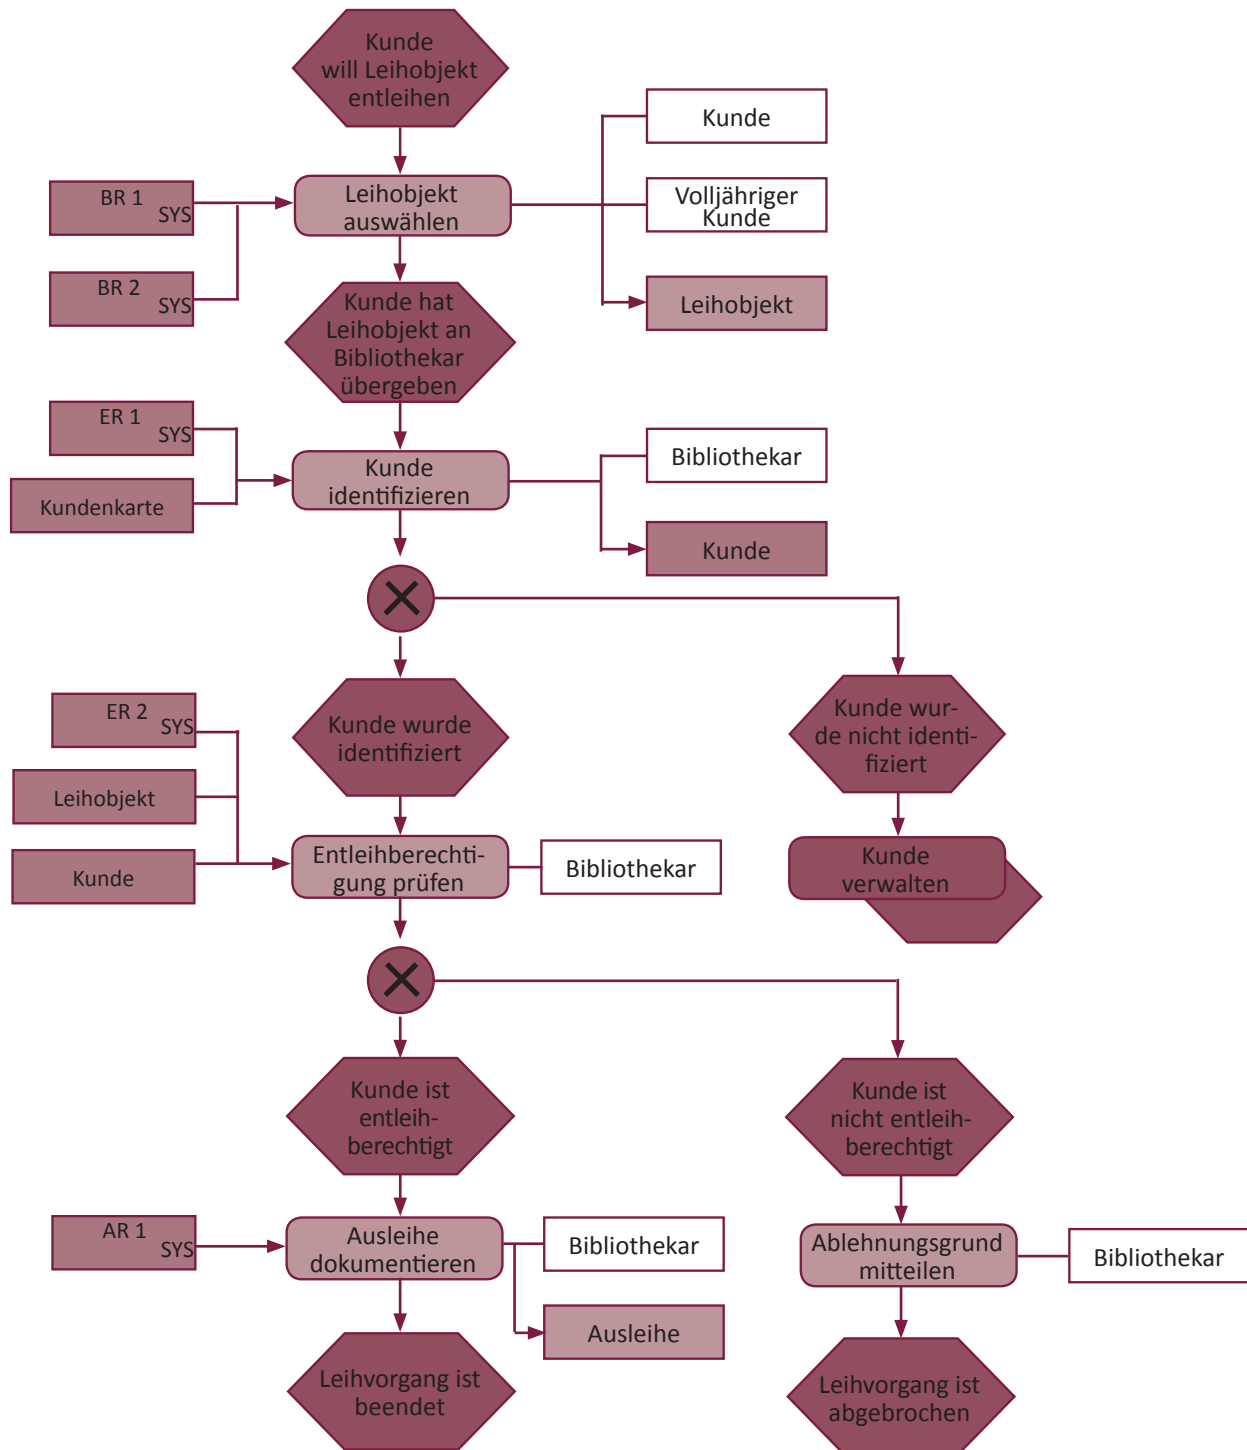 Kunde
will Leihobjekt
entleihen
Kunde
BR 1
SYS
Leihobjekt
auswählen
Volljähriger
Kunde
BR 2
SYS
Kunde hat
Leihobjekt an
Bibliothekar
übergeben
Leihobjekt
ER 1
SYS
Kundenkarte
Kunde
identifizieren
Bibliothekar
Kunde
ER 2
SYS
Kunde wurde
identifiziert
Kunde wur-
de nicht identi-
fiziert
Leihobjekt
Kunde
Entleihberechti-
gung prüfen
Bibliothekar
Kunde
verwalten
Kunde ist
entleih-
berechtigt
Kunde ist
nicht entleih-
berechtigt
AR 1
SYS
Ausleihe
dokumentieren
Bibliothekar
Ablehnungsgrund
mitteilen
Bibliothekar
Ausleihe
Leihvorgang ist
beendet
Leihvorgang ist
abgebrochen